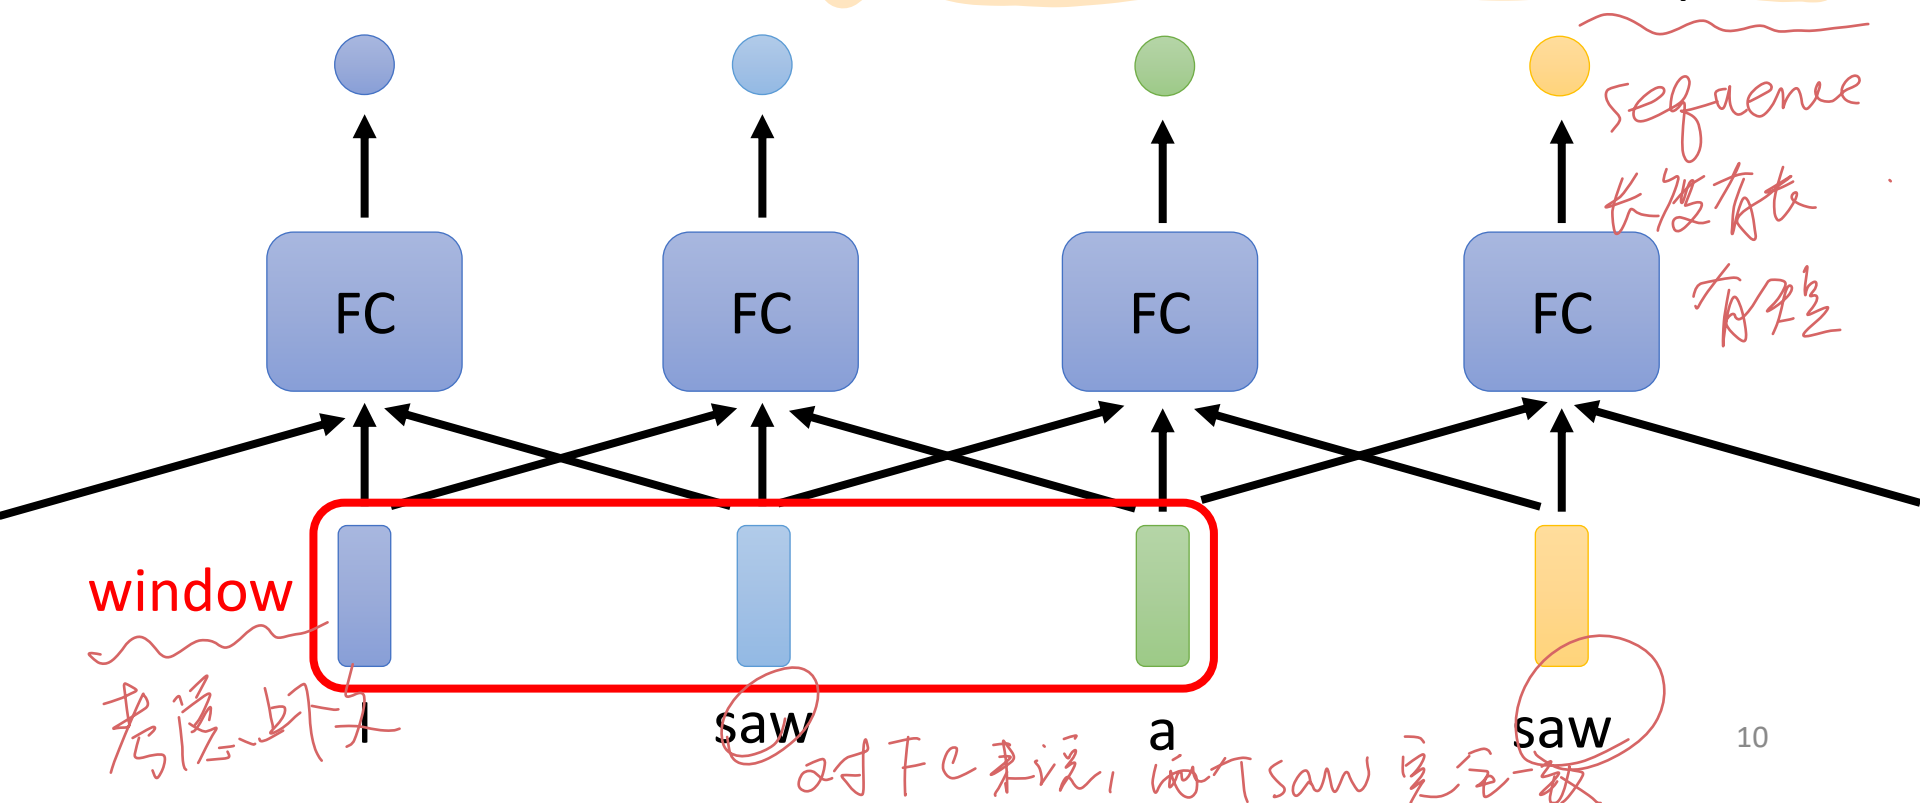 sequence
长度有长
有短
FC FC FC FC
window
考虑上下文
I saw a saw
10
对FC来说，两个saw完全一致